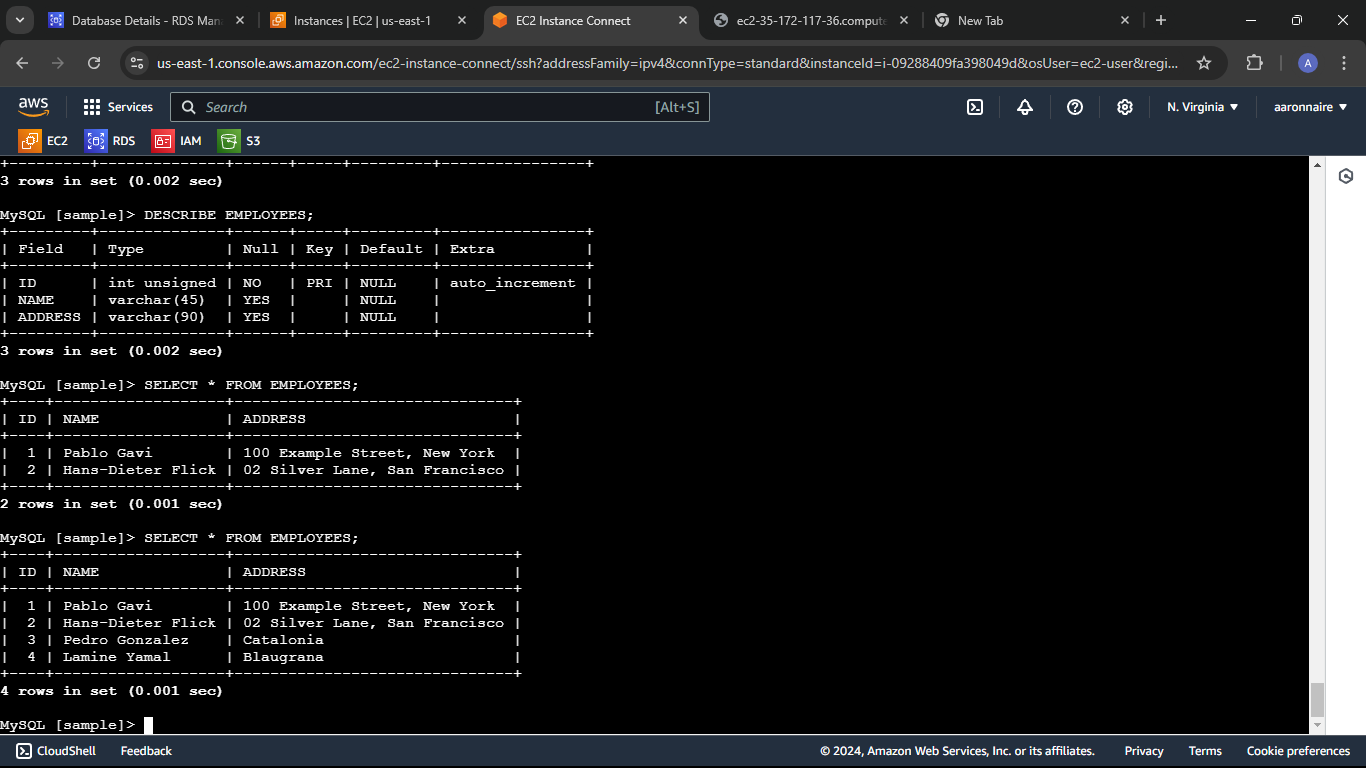 Database Details - RDS Man
Instances | EC2 | us-east-1
EC2 Instance Connect
ec2-35-172-117-36.compute
New Tab
us-east-1.console.aws.amazon.com/ec2-instance-connect/ssh?addressFamily=ipv4&connType=standard&instanceId=i-09288409fa398049d&osUser=ec2-user&regi...
A
aws
Services
Search
[Alt+S]
N. Virginia
aaronnaire
EC2
RDS
IAM
S3
+---------+--------------+------+-----+---------+----------------+
3 rows in set (0.002 sec)
MySQL [sample]> DESCRIBE EMPLOYEES;
+---------+--------------+------+-----+---------+----------------+
| Field   | Type         | Null | Key | Default | Extra          |
+---------+--------------+------+-----+---------+----------------+
| ID      | int unsigned | NO   | PRI | NULL    | auto_increment |
| NAME    | varchar(45)  | YES  |     | NULL    |                |
| ADDRESS | varchar(90)  | YES  |     | NULL    |                |
+---------+--------------+------+-----+---------+----------------+
3 rows in set (0.002 sec)
MySQL [sample]> SELECT * FROM EMPLOYEES;
+----+-------------------+-------------------------------+
| ID | NAME              | ADDRESS                       |
+----+-------------------+-------------------------------+
|  1 | Pablo Gavi        | 100 Example Street, New York  |
|  2 | Hans-Dieter Flick | 02 Silver Lane, San Francisco |
+----+-------------------+-------------------------------+
2 rows in set (0.001 sec)
MySQL [sample]> SELECT * FROM EMPLOYEES;
+----+-------------------+-------------------------------+
| ID | NAME              | ADDRESS                       |
+----+-------------------+-------------------------------+
|  1 | Pablo Gavi        | 100 Example Street, New York  |
|  2 | Hans-Dieter Flick | 02 Silver Lane, San Francisco |
|  3 | Pedro Gonzalez    | Catalonia                     |
|  4 | Lamine Yamal      | Blaugrana                     |
+----+-------------------+-------------------------------+
4 rows in set (0.001 sec)
MySQL [sample]>
CloudShell
Feedback
© 2024, Amazon Web Services, Inc. or its affiliates.
Privacy
Terms
Cookie preferences